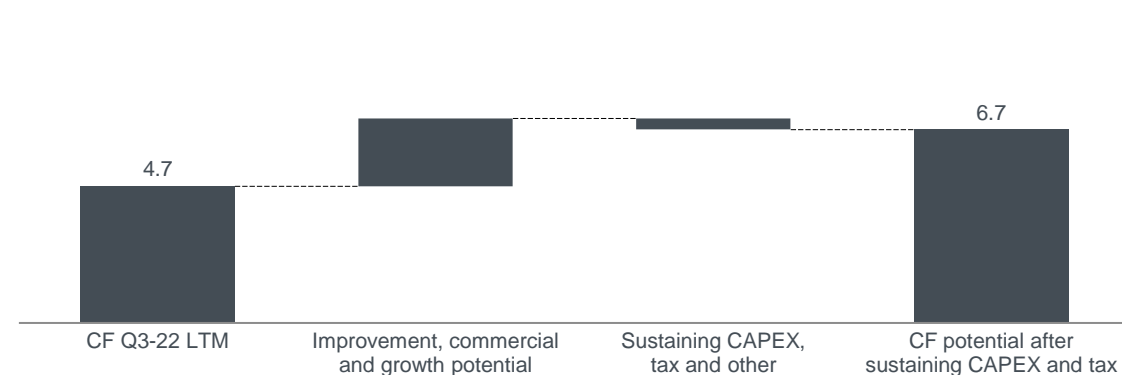 6.7
4.7
CF Q3-22 LTM
Improvement, commercial
and growth potential
Sustaining CAPEX,
tax and other
CF potential after
sustaining CAPEX and tax